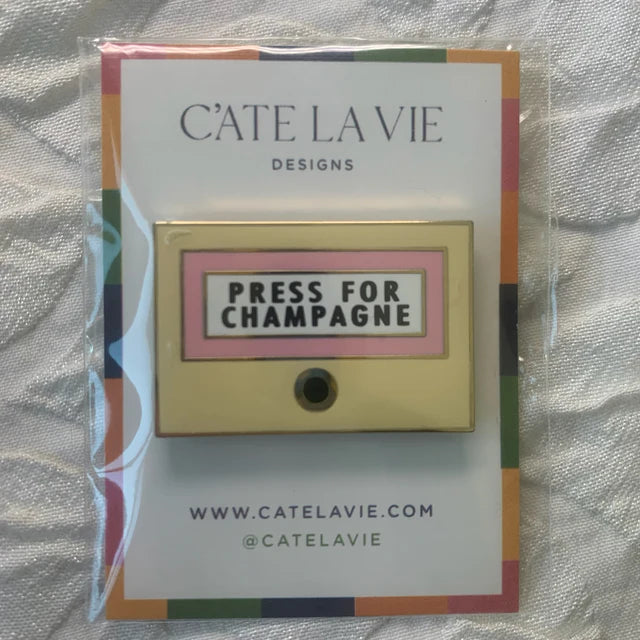 C'ATE LA VIE
DESIGNS
PRESS FOR
CHAMPAGNE
WWW.CATELAVIE.COM
@CATELAVIE